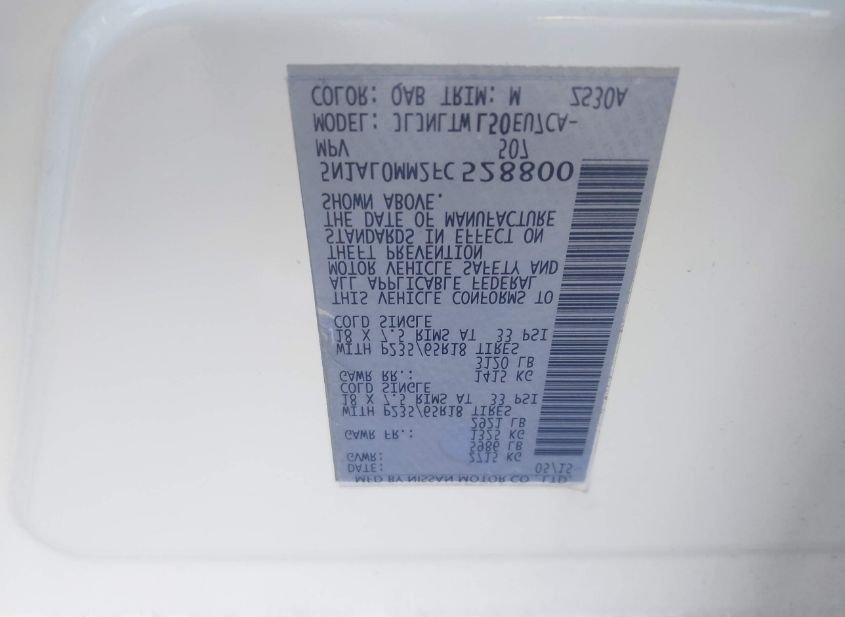 MFD BY NISSAN MOTOR CO.,LTD.
DATE: 05/15
GVWR: 2715 KG
5986 LB
GAWR FR.: 1325 KG
2921 LB
WITH P235/65R18 TIRES
18 X 7.5 RIMS AT 33 PSI
COLD SINGLE
GAWR RR.: 1415 KG
3120 LB
WITH P235/65R18 TIRES
18 X 7.5 RIMS AT 33 PSI
COLD SINGLE
THIS VEHICLE CONFORMS TO
ALL APPLICABLE FEDERAL
MOTOR VEHICLE SAFETY AND
THEFT PREVENTION
STANDARDS IN EFFECT ON
THE DATE OF MANUFACTURE
SHOWN ABOVE.
5N1AL0MM2FC528800
MPV 507
MODEL: JLJNLTWL50EU7CA-
COLOR: QAB TRIM: W